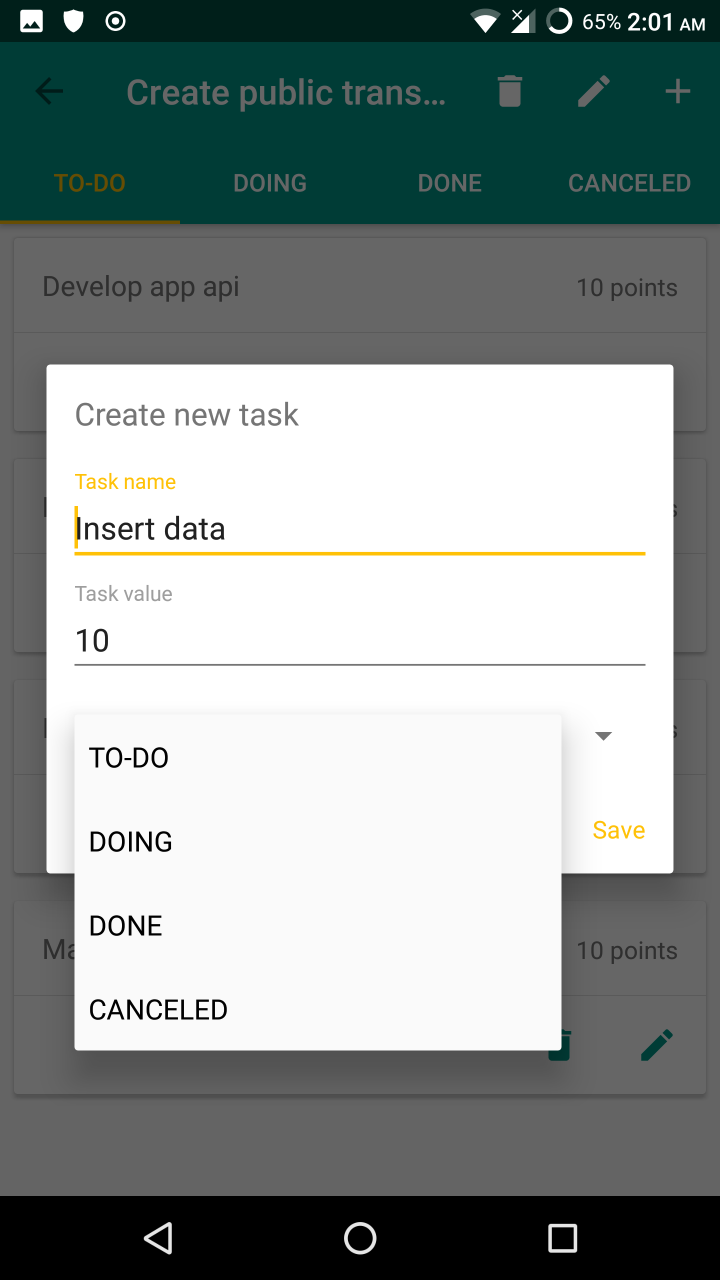 65% 2:01 AM
Create public trans...
TO-DO DOING DONE CANCELED
Develop app api 10 points
Create new task
Task name
Insert data
Task value
10
TO-DO
DOING
Save
DONE
10 points
CANCELED